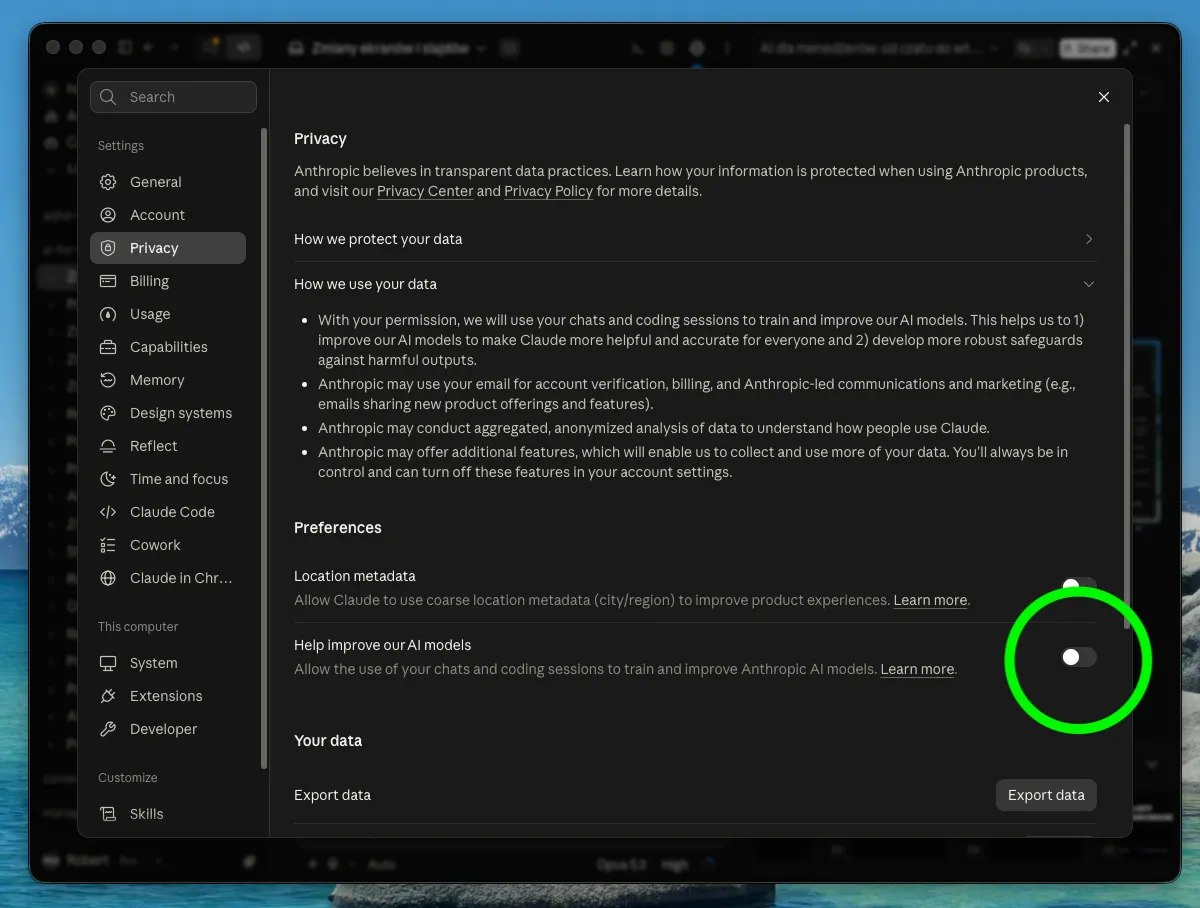 Zmiany ekranów i slajdów
AI dla menedżerów: od czatu do
Share
Search
Settings
General
Account
Privacy
Billing
Usage
Capabilities
Memory
Design systems
Reflect
Time and focus
Claude Code
Cowork
Claude in Chr...
This computer
System
Extensions
Developer
Customize
Skills
Privacy
Anthropic believes in transparent data practices. Learn how your information is protected when using Anthropic products,
and visit our Privacy Center and Privacy Policy for more details.
How we protect your data
How we use your data
• With your permission, we will use your chats and coding sessions to train and improve our AI models. This helps us to 1)
improve our AI models to make Claude more helpful and accurate for everyone and 2) develop more robust safeguards
against harmful outputs.
• Anthropic may use your email for account verification, billing, and Anthropic-led communications and marketing (e.g.,
emails sharing new product offerings and features).
• Anthropic may conduct aggregated, anonymized analysis of data to understand how people use Claude.
• Anthropic may offer additional features, which will enable us to collect and use more of your data. You'll always be in
control and can turn off these features in your account settings.
Preferences
Location metadata
Allow Claude to use coarse location metadata (city/region) to improve product experiences. Learn more.
Help improve our AI models
Allow the use of your chats and coding sessions to train and improve Anthropic AI models. Learn more.
Your data
Export data
Export data
Robert
Auto
High